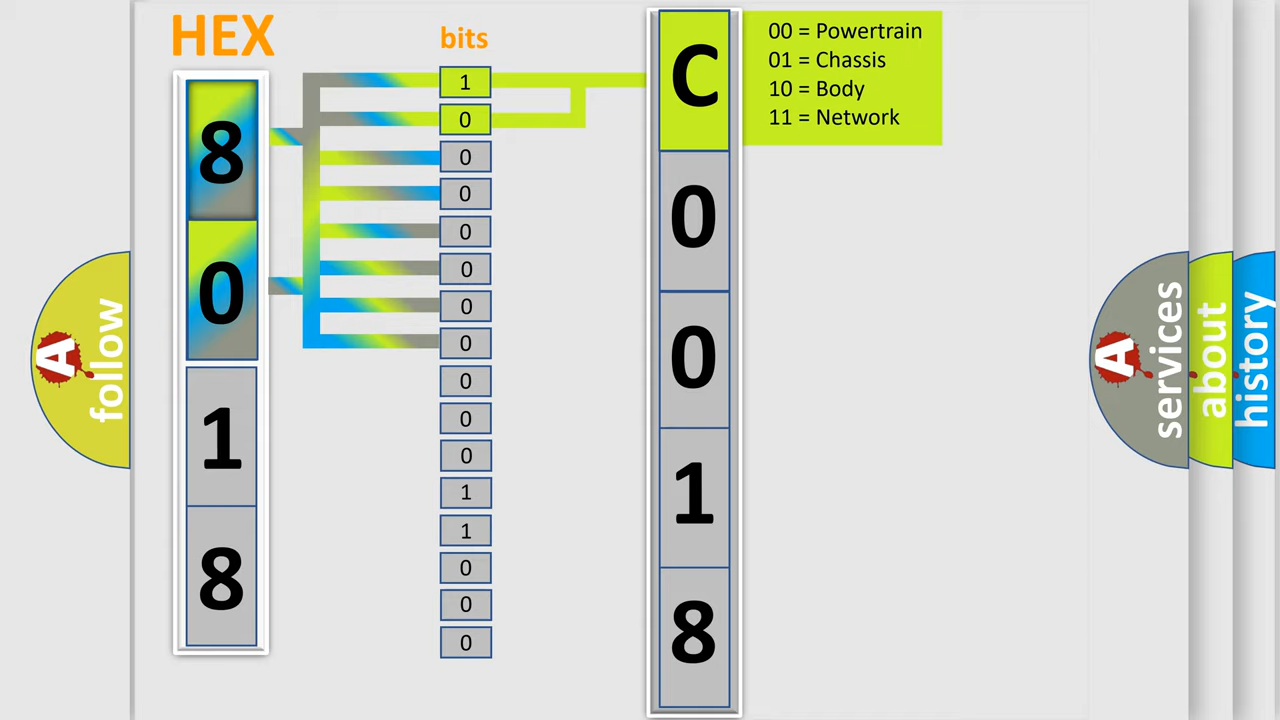 HEX
bits
8
0
1
8
1
0
0
0
0
0
0
0
0
0
0
1
1
0
0
0
C
0
0
1
8
00 = Powertrain
01 = Chassis
10 = Body
11 = Network
A
follow
A
services
about
history